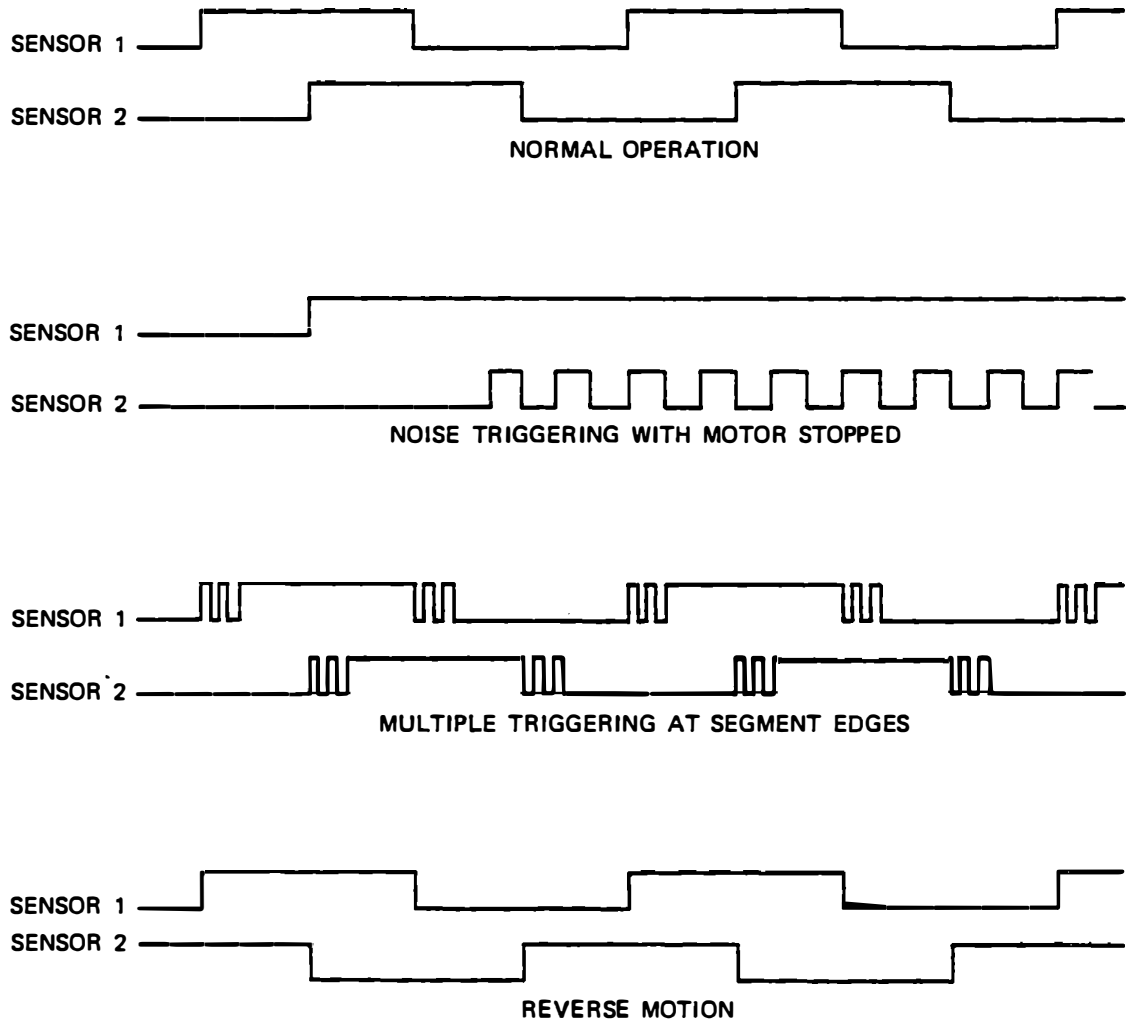 SENSOR 1
SENSOR 2
NORMAL OPERATION
SENSOR 1
SENSOR 2
NOISE TRIGGERING WITH MOTOR STOPPED
SENSOR 1
SENSOR 2
MULTIPLE TRIGGERING AT SEGMENT EDGES
SENSOR 1
SENSOR 2
REVERSE MOTION